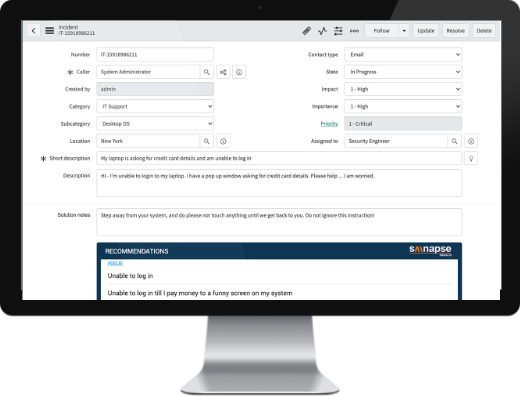 Incident
IT-15918986211
ooo
Follow
Update
Resolve
Delete
Number IT-15918986211
Contact type Email
Caller System Administrator
State In Progress
Created by admin
Impact 1 - High
Category IT Support
Importance 1 - High
Subcategory Desktop OS
Priority 1 - Critical
Location New York
Assigned to Security Engineer
Short description My laptop is asking for credit card details and am unable to log in
Description Hi - I'm unable to login to my laptop. I have a pop up window asking for credit card details. Please help ... I am worried.
Solution notes Step away from your system, and do please not touch anything until we get back to you. Do not ignore this instruction!
RECOMMENDATIONS
ISSUE
Unable to log in
Unable to log in till I pay money to a funny screen on my system